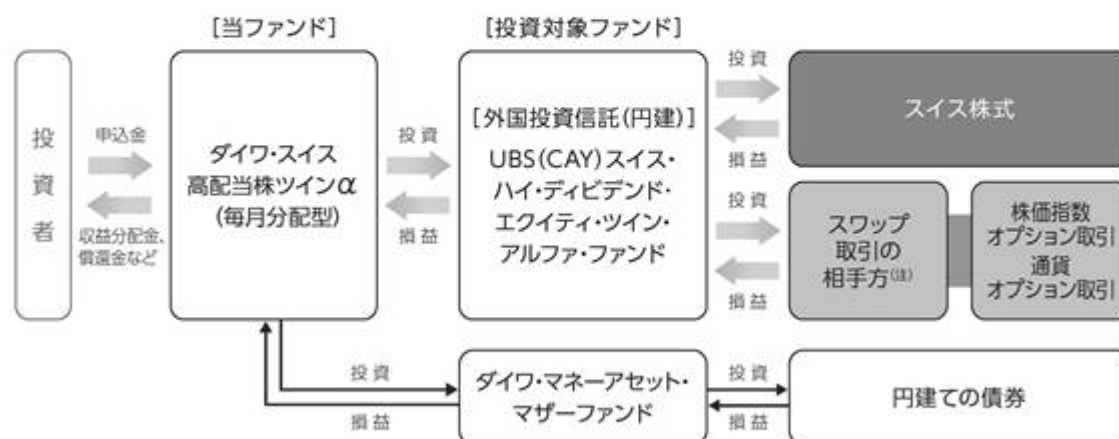 [当ファンド]
[投資対象ファンド]
投資者
申込金
収益分配金、
償還金など
ダイワ・スイス
高配当株ツインα
(毎月分配型)
投資
損益
[外国投資信託(円建)]
UBS(CAY)スイス・
ハイ・ディビデンド・
エクイティ・ツイン・
アルファ・ファンド
投資
損益
スイス株式
投資
損益
スワップ
取引の
相手方(注)
株価指数
オプション取引
通貨
オプション取引
投資
損益
ダイワ・マネーアセット・
マザーファンド
投資
損益
円建ての債券